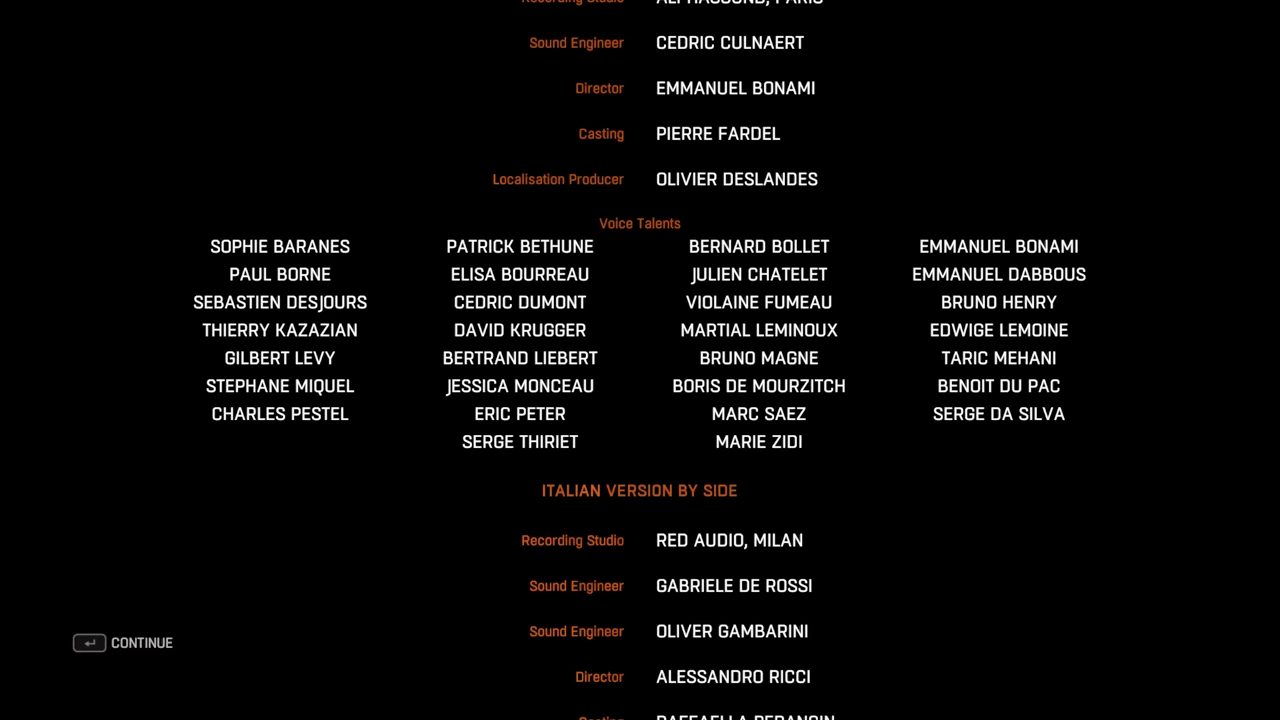 Recording Studio ALPHASOUND, PARIS
Sound Engineer CEDRIC CULNAERT
Director EMMANUEL BONAMI
Casting PIERRE FARDEL
Localisation Producer OLIVIER DESLANDES
Voice Talents
SOPHIE BARANES PATRICK BETHUNE BERNARD BOLLET EMMANUEL BONAMI
PAUL BORNE ELISA BOURREAU JULIEN CHATELET EMMANUEL DABBOUS
SEBASTIEN DESJOURS CEDRIC DUMONT VIOLAINE FUMEAU BRUNO HENRY
THIERRY KAZAZIAN DAVID KRUGGER MARTIAL LEMINOUX EDWIGE LEMOINE
GILBERT LEVY BERTRAND LIEBERT BRUNO MAGNE TARIC MEHANI
STEPHANE MIQUEL JESSICA MONCEAU BORIS DE MOURZITCH BENOIT DU PAC
CHARLES PESTEL ERIC PETER MARC SAEZ SERGE DA SILVA
SERGE THIRIET MARIE ZIDI
ITALIAN VERSION BY SIDE
Recording Studio RED AUDIO, MILAN
Sound Engineer GABRIELE DE ROSSI
Sound Engineer OLIVER GAMBARINI
CONTINUE
Director ALESSANDRO RICCI
Casting